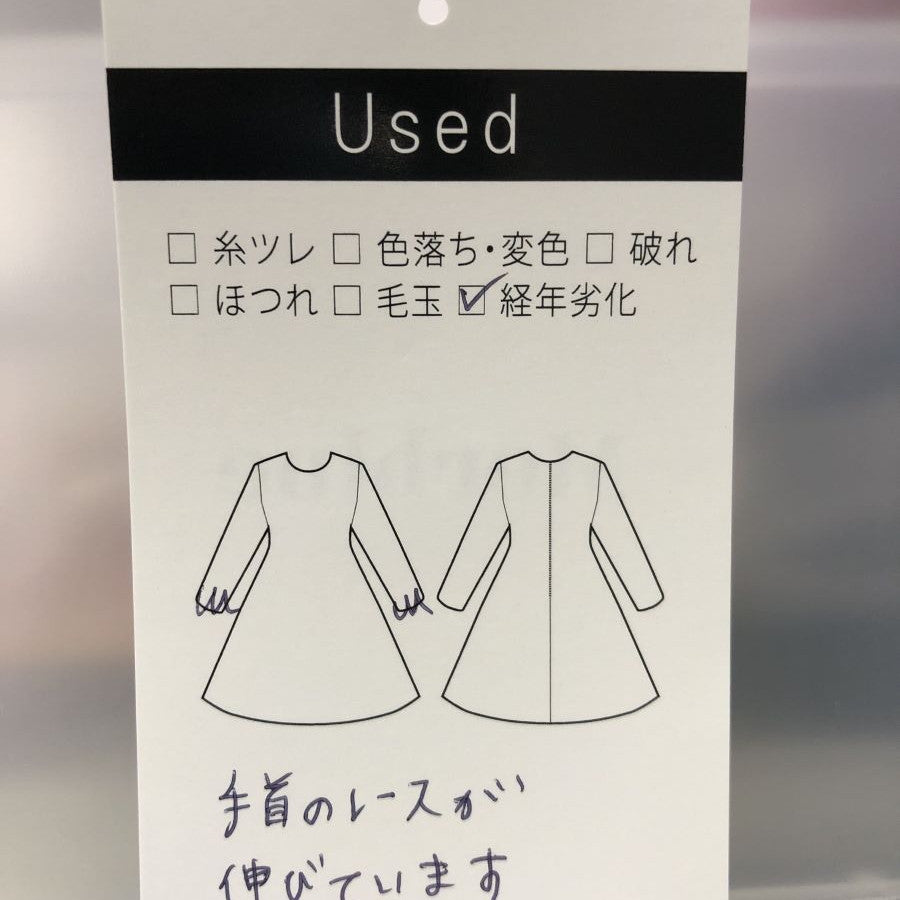 Used
□ 糸ツレ □ 色落ち・変色 □ 破れ
□ ほつれ □ 毛玉 ☑ 経年劣化
手首のレースが
伸びています